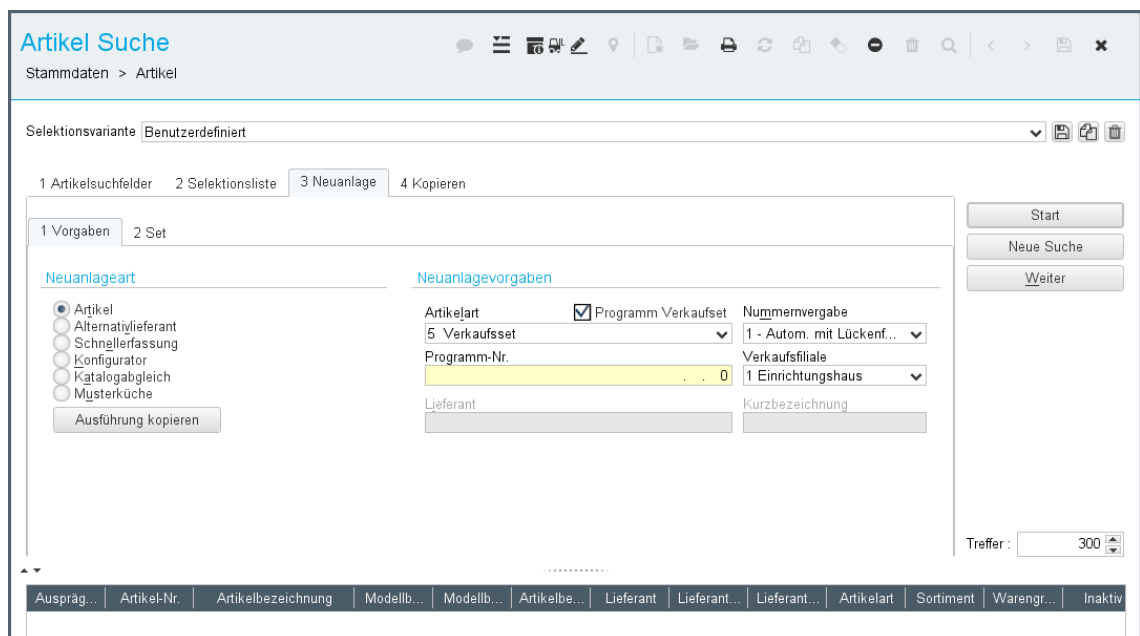 Artikel Suche
Stammdaten > Artikel
Selektionsvariante Benutzerdefiniert
1 Artikelsuchfelder 2 Selektionsliste 3 Neuanlage 4 Kopieren
1 Vorgaben 2 Set
Start
Neue Suche
Weiter
Neuanlageart
Artikel
Alternativlieferant
Schnellerfassung
Konfigurator
Katalogabgleich
Musterküche
Ausführung kopieren
Neuanlagevorgaben
Artikelart Programm Verkaufset Nummernvergabe
5 Verkaufsset 1 - Autom. mit Lückenf...
Programm-Nr. Verkaufsfiliale
. . 0 1 Einrichtungshaus
Lieferant Kurzbezeichnung
Treffer : 300
Auspräg... Artikel-Nr. Artikelbezeichnung Modellb... Modellb... Artikelbe... Lieferant Lieferant... Lieferant... Artikelart Sortiment Warengr... Inaktiv